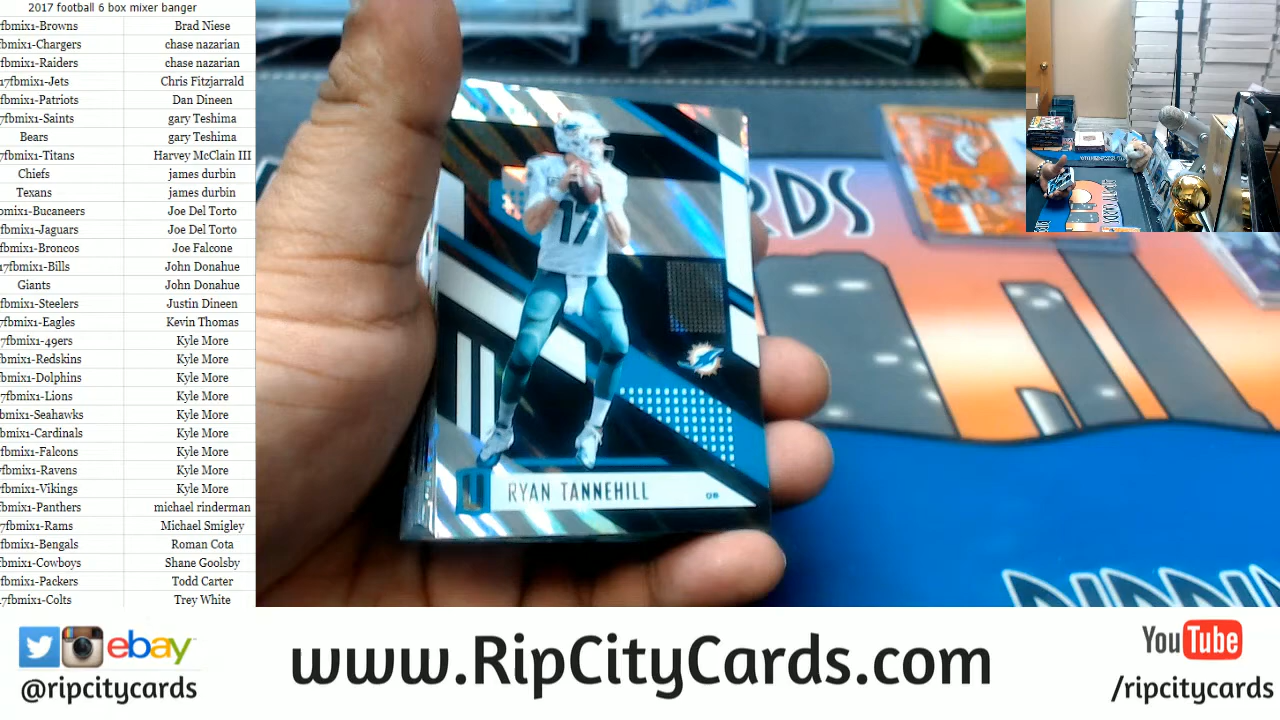 2017 football 6 box mixer banger
fbmix1-Browns Brad Niese
fbmix1-Chargers chase nazarian
fbmix1-Raiders chase nazarian
17fbmix1-Jets Chris Fitzjarrald
fbmix1-Patriots Dan Dineen
7fbmix1-Saints gary Teshima
Bears gary Teshima
7fbmix1-Titans Harvey McClain III
Chiefs james durbin
Texans james durbin
bmix1-Bucaneers Joe Del Torto
bmix1-Jaguars Joe Del Torto
fbmix1-Broncos Joe Falcone
17fbmix1-Bills John Donahue
Giants John Donahue
fbmix1-Steelers Justin Dineen
7fbmix1-Eagles Kevin Thomas
7fbmix1-49ers Kyle More
fbmix1-Redskins Kyle More
fbmix1-Dolphins Kyle More
7fbmix1-Lions Kyle More
bmix1-Seahawks Kyle More
bmix1-Cardinals Kyle More
fbmix1-Falcons Kyle More
7fbmix1-Ravens Kyle More
7fbmix1-Vikings Kyle More
fbmix1-Panthers michael rinderman
7fbmix1-Rams Michael Smigley
fbmix1-Bengals Roman Cota
fbmix1-Cowboys Shane Goolsby
fbmix1-Packers Todd Carter
17fbmix1-Colts Trey White
RDS
17
U RYAN TANNEHILL QB
ebay
@ripcitycards
www.RipCityCards.com
YouTube
/ripcitycards